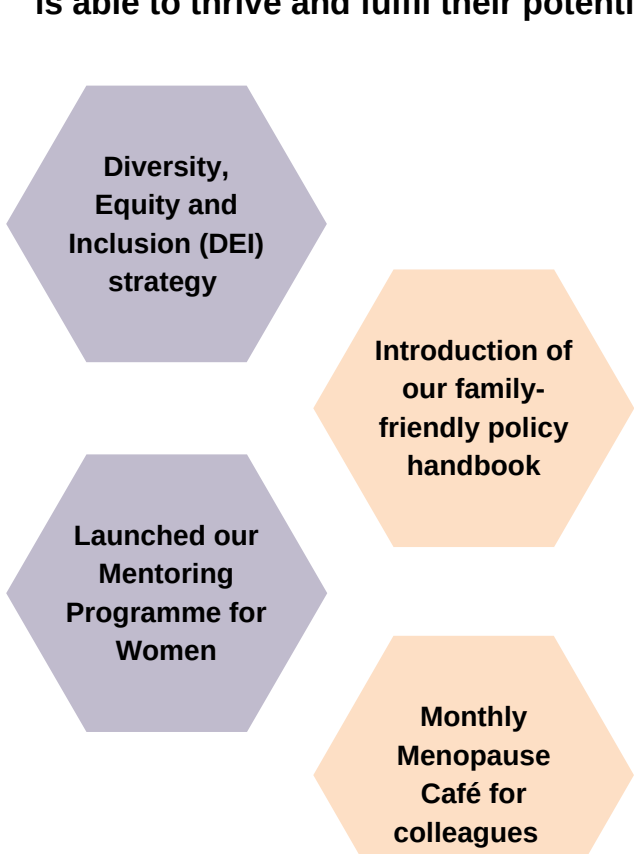 is able to thrive and fulfil their potenti
Diversity,
Equity and
Inclusion (DEI)
strategy
Introduction of
our family-
friendly policy
handbook
Launched our
Mentoring
Programme for
Women
Monthly
Menopause
Café for
colleagues